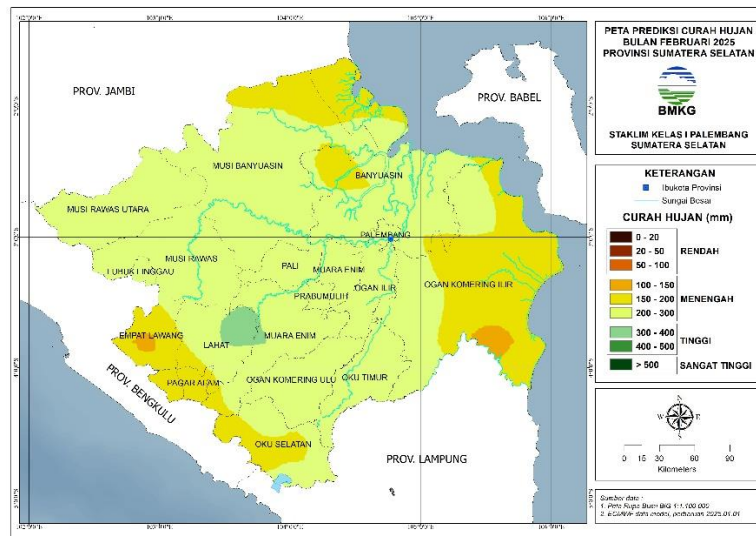 PETA PREDIKSI CURAH HUJAN
BULAN FEBRUARI 2025
PROVINSI SUMATERA SELATAN
BMKG
STAKLIM KELAS I PALEMBANG
SUMATERA SELATAN
KETERANGAN
Ibukota Provinsi
Sungai Besar
CURAH HUJAN (mm)
0 - 20
20 - 50
50 - 100
RENDAH
100 - 150
150 - 200
200 - 300
MENENGAH
300 - 400
400 - 500
TINGGI
> 500
SANGAT TINGGI
0 15 30 60 90
Kilometers
Sumber data :
PROV. JAMBI
PROV. BABEL
MUSI BANYUASIN
BANYUASIN
MUSI RAWAS UTARA
PALEMBANG
MUSI RAWAS
PALI
MUARA ENIM
OGAN ILIR
OGAN KOMERING ILIR
PRABUMULIH
EMPAT LAWANG
LAHAT
MUARA ENIM
PAGAR ALAM
OGAN KOMERING ULU
OKU TIMUR
PROV. BENGKULU
OKU SELATAN
PROV. LAMPUNG